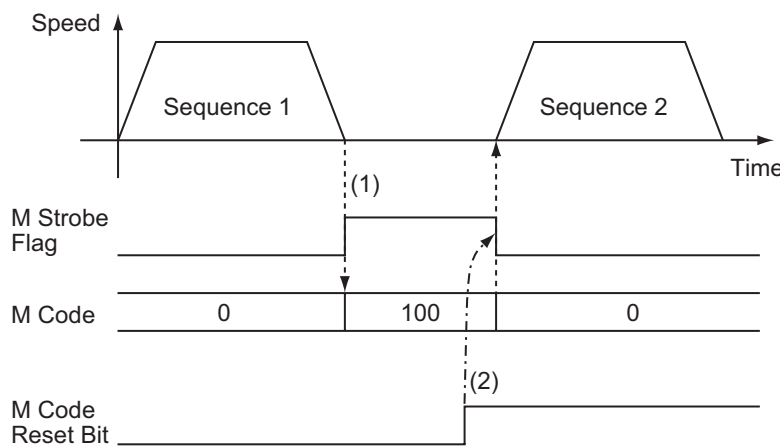 Speed
Sequence 1
Sequence 2
Time
(1)
M Strobe
Flag
M Code
0
100
0
(2)
M Code
Reset Bit